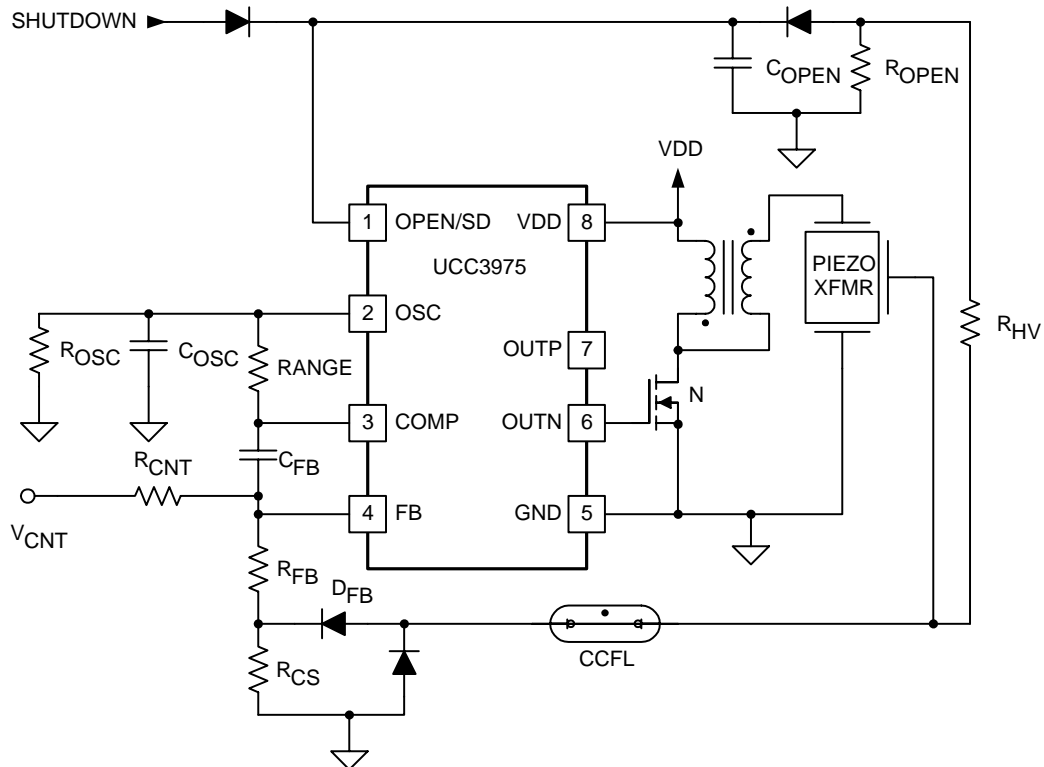 SHUTDOWN
COPEN
ROPEN
VDD
1 OPEN/SD VDD 8
UCC3975
PIEZO
XFMR
2 OSC
RHV
ROSC
COSC
RANGE
OUTP 7
N
3 COMP OUTN 6
RCNT
CFB
VCNT
4 FB GND 5
RFB
DFB
CCFL
RCS